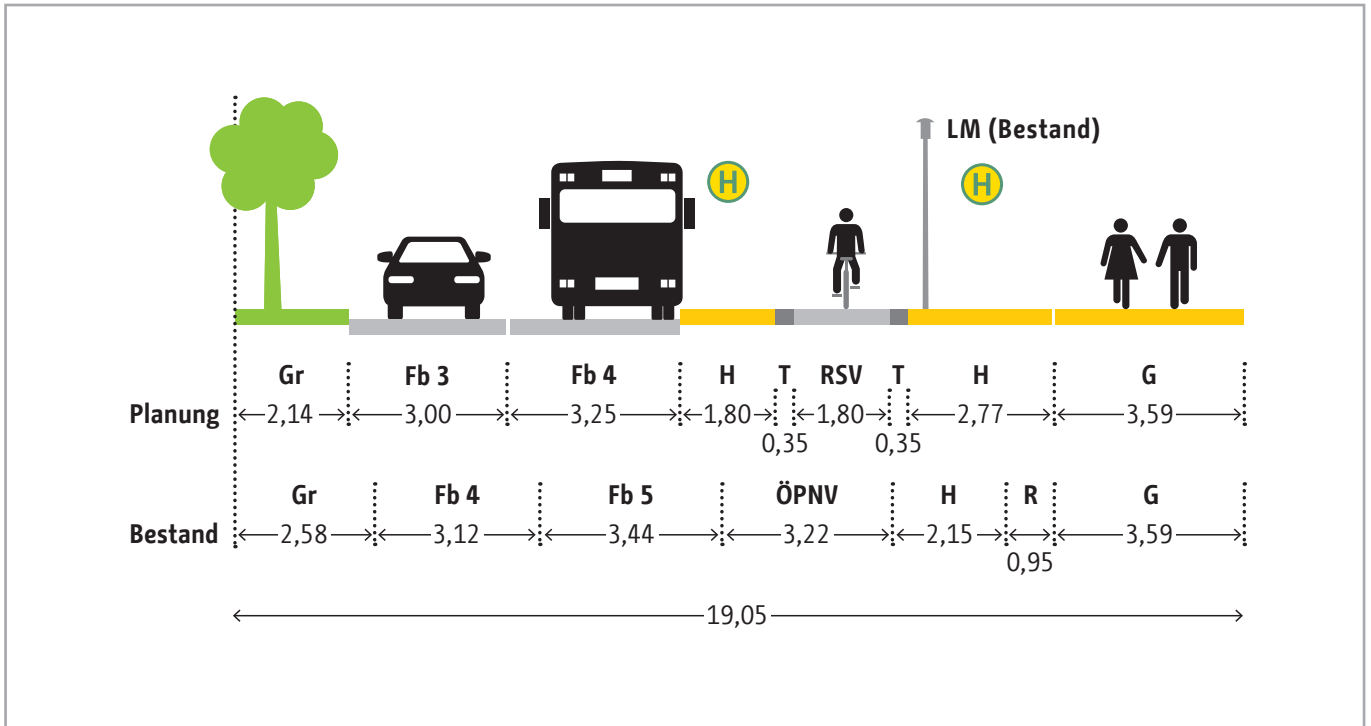 LM (Bestand)
H
H
Gr Fb 3 Fb 4 H T RSV T H G
Planung 2,14 3,00 3,25 1,80 0,35 1,80 0,35 2,77 3,59
Gr Fb 4 Fb 5 ÖPNV H R G
Bestand 2,58 3,12 3,44 3,22 2,15 0,95 3,59
19,05